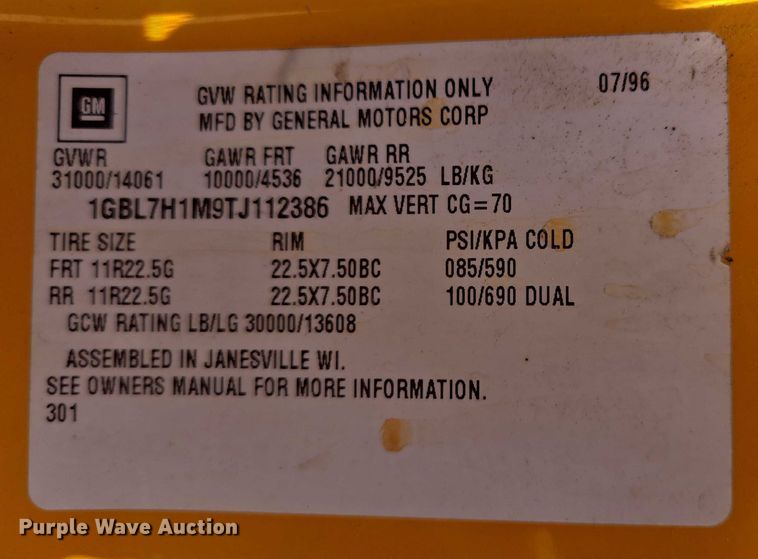 GM
GVW RATING INFORMATION ONLY 07/96
MFD BY GENERAL MOTORS CORP
GVWR GAWR FRT GAWR RR
31000/14061 10000/4536 21000/9525 LB/KG
1GBL7H1M9TJ112386 MAX VERT CG=70
TIRE SIZE RIM PSI/KPA COLD
FRT 11R22.5G 22.5X7.50BC 085/590
RR 11R22.5G 22.5X7.50BC 100/690 DUAL
GCW RATING LB/LG 30000/13608
ASSEMBLED IN JANESVILLE WI.
SEE OWNERS MANUAL FOR MORE INFORMATION.
301
Purple Wave Auction